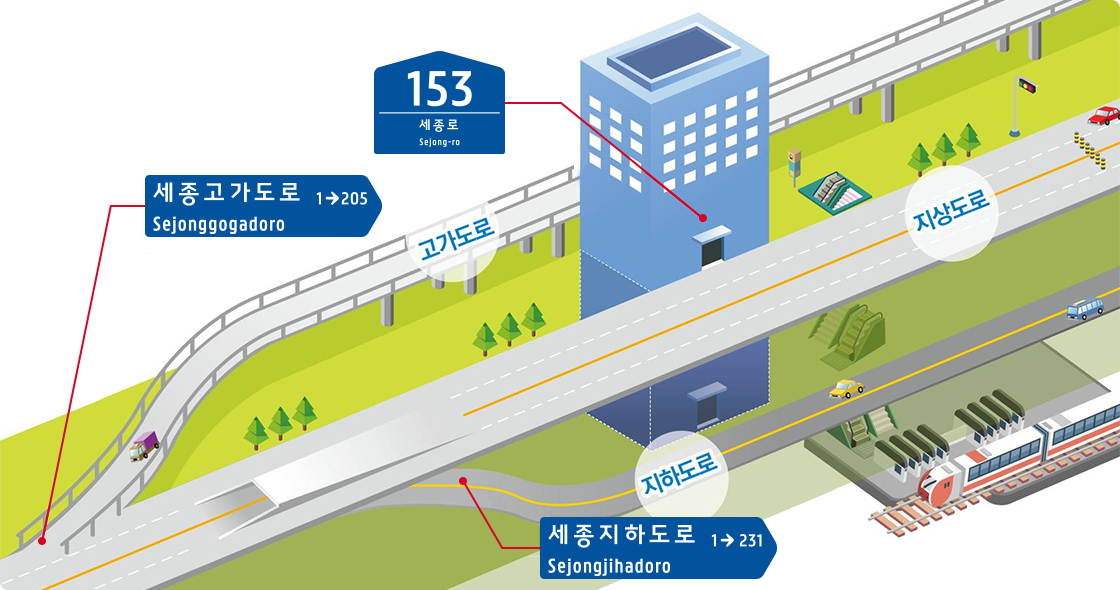 153
세종로
Sejong-ro
세종고가도로 1→205
Sejonggogadoro
고가도로
지상도로
지하도로
세종지하도로 1→231
Sejongjihadoro